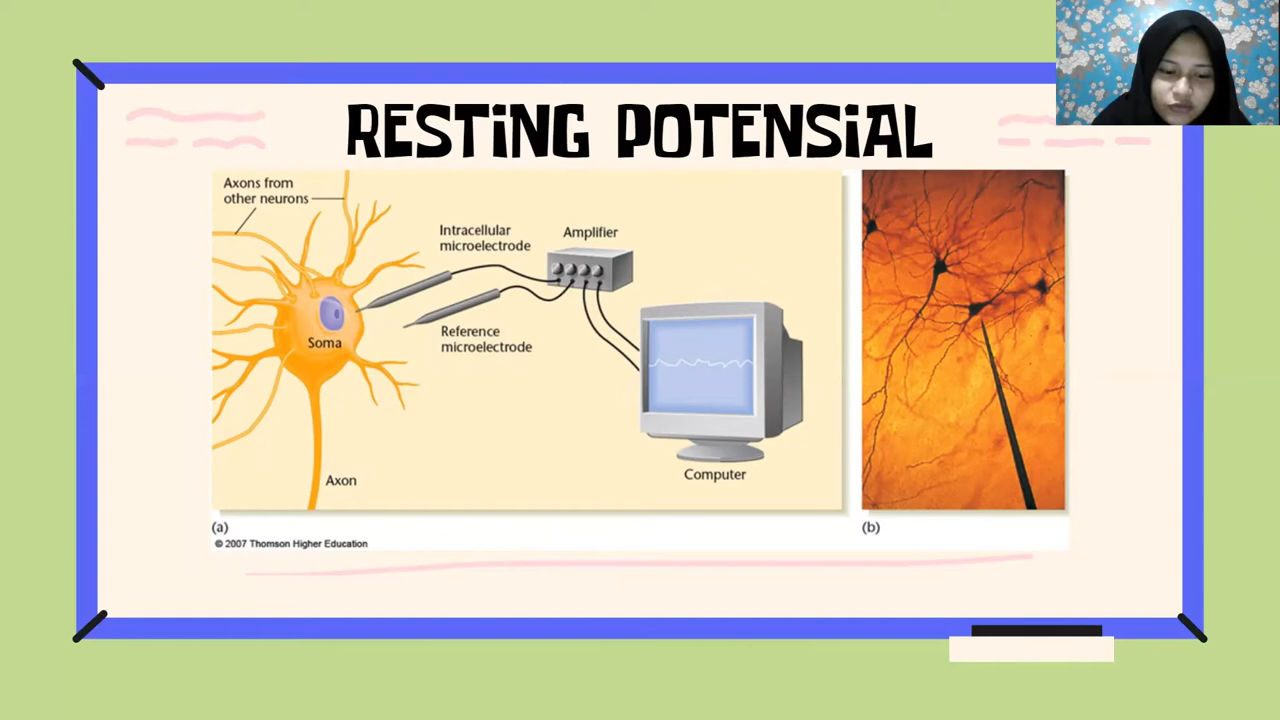 RESTiNG POTENSiAL
Axons from
other neurons
Intracellular
microelectrode
Amplifier
Soma
Reference
microelectrode
Axon
Computer
(a)
(b)
© 2007 Thomson Higher Education